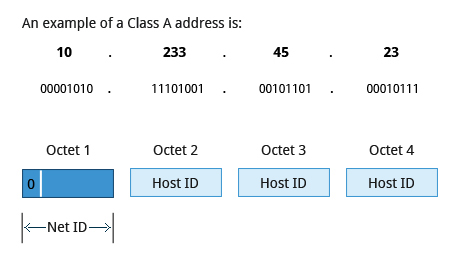 An example of a Class A address is:
10 . 233 . 45 . 23
00001010 . 11101001 . 00101101 . 00010111
Octet 1 Octet 2 Octet 3 Octet 4
0 Host ID Host ID Host ID
Net ID